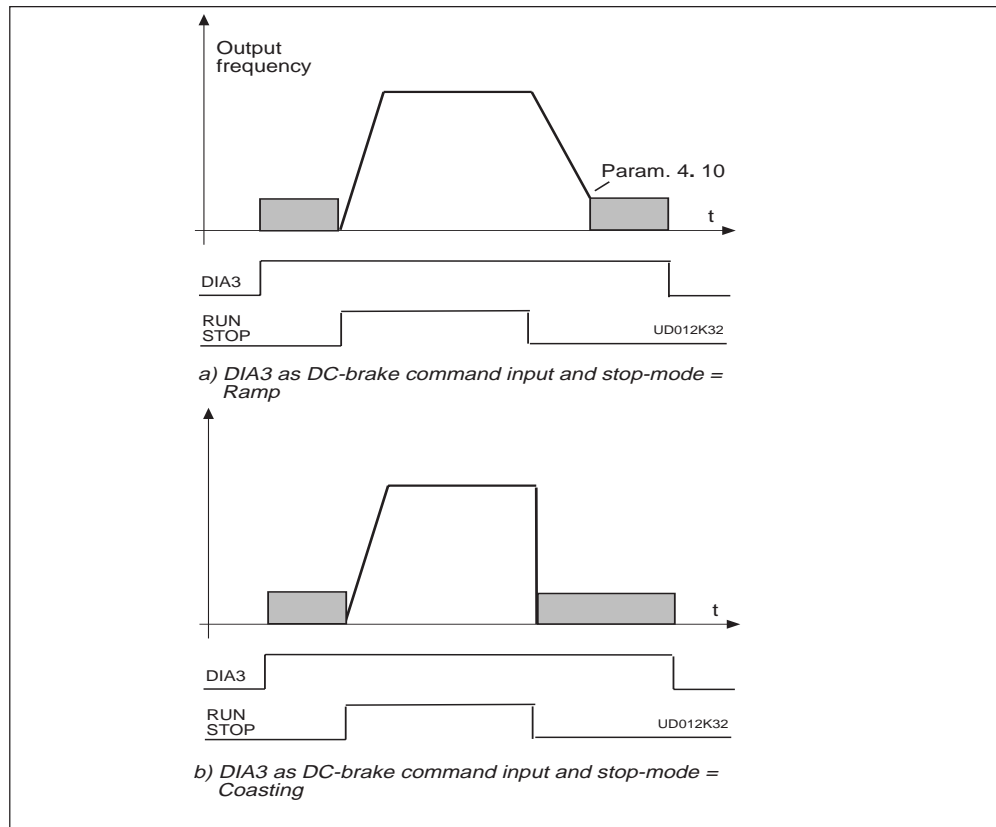 Output
frequency
Param. 4. 10
t
DIA3
RUN
STOP
UD012K32
a) DIA3 as DC-brake command input and stop-mode =
Ramp
t
DIA3
RUN
STOP
UD012K32
b) DIA3 as DC-brake command input and stop-mode =
Coasting